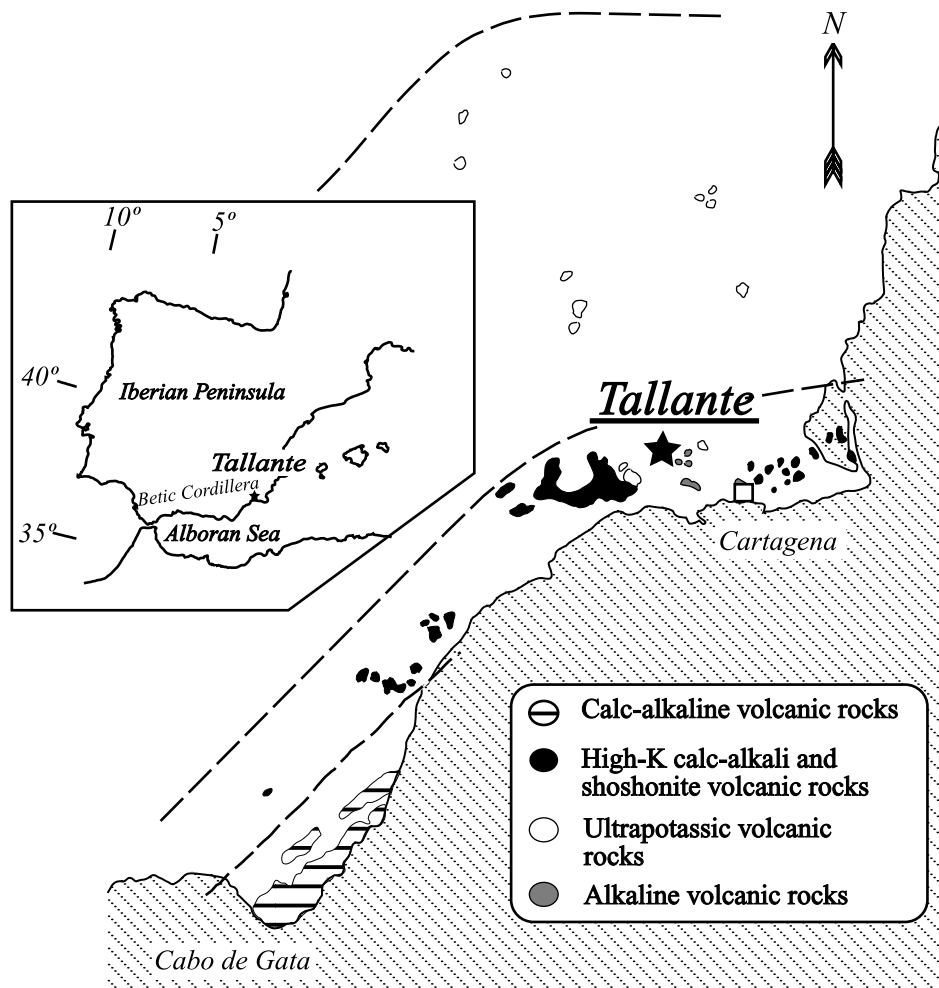 N
10º
5º
40º
Iberian Peninsula
Tallante
Betic Cordillera
35º
Alboran Sea
Tallante
Cartagena
Calc-alkaline volcanic rocks
High-K calc-alkali and
shoshonite volcanic rocks
Ultrapotassic volcanic
rocks
Alkaline volcanic rocks
Cabo de Gata